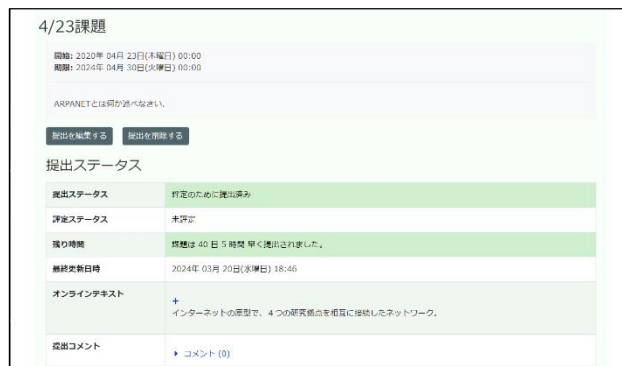 4/23課題
開始: 2020年 04月 23日(木曜日) 00:00
期限: 2024年 04月 30日(火曜日) 00:00
ARPANETとは何か述べなさい。
提出を編集する 提出を削除する
提出ステータス
提出ステータス 評定のために提出済み
評定ステータス 未評定
残り時間 課題は 40 日 5 時間 早く提出されました。
最終更新日時 2024年 03月 20日(水曜日) 18:46
オンラインテキスト +
インターネットの原型で、4つの研究拠点を相互に接続したネットワーク。
提出コメント コメント (0)